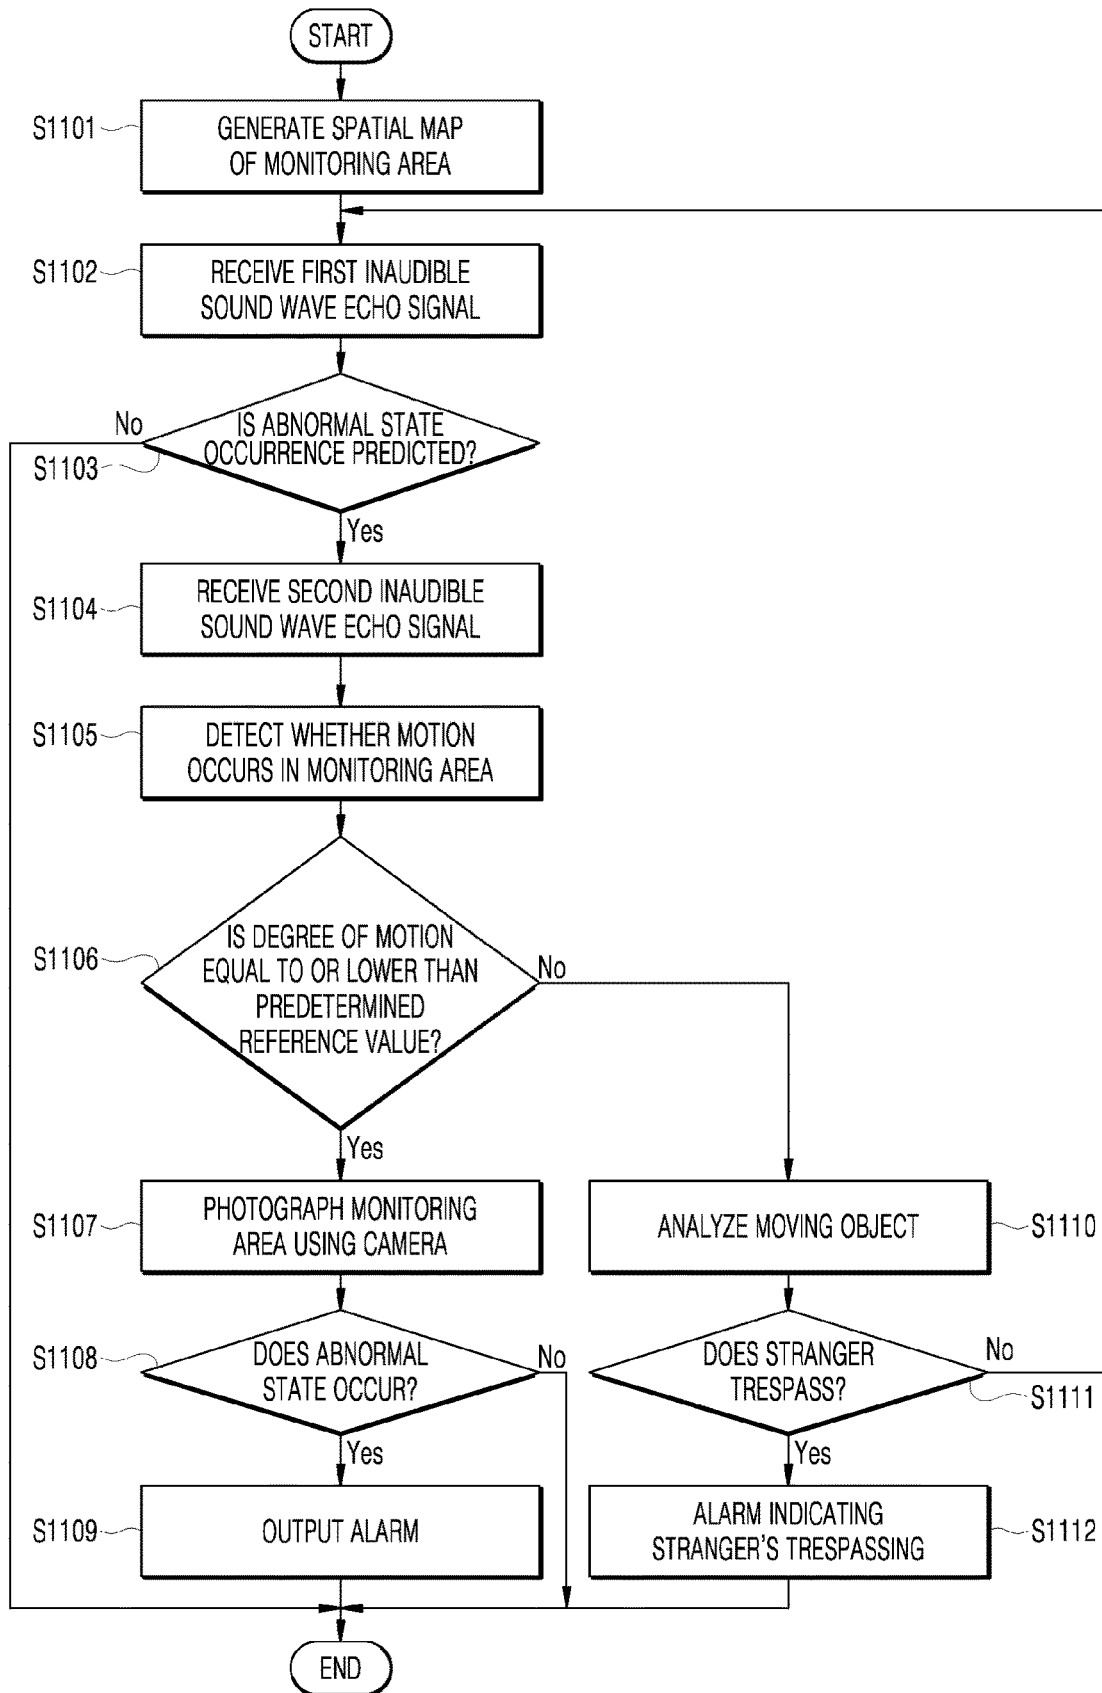 START
S1101
GENERATE SPATIAL MAP
OF MONITORING AREA
S1102
RECEIVE FIRST INAUDIBLE
SOUND WAVE ECHO SIGNAL
No
IS ABNORMAL STATE
OCCURRENCE PREDICTED?
S1103
Yes
S1104
RECEIVE SECOND INAUDIBLE
SOUND WAVE ECHO SIGNAL
S1105
DETECT WHETHER MOTION
OCCURS IN MONITORING AREA
S1106
IS DEGREE OF MOTION
EQUAL TO OR LOWER THAN
PREDETERMINED
REFERENCE VALUE?
No
Yes
S1107
PHOTOGRAPH MONITORING
AREA USING CAMERA
ANALYZE MOVING OBJECT
S1110
S1108
DOES ABNORMAL
STATE OCCUR?
No
DOES STRANGER
TRESPASS?
No
S1111
Yes
Yes
S1109
OUTPUT ALARM
ALARM INDICATING
STRANGER'S TRESPASSING
S1112
END